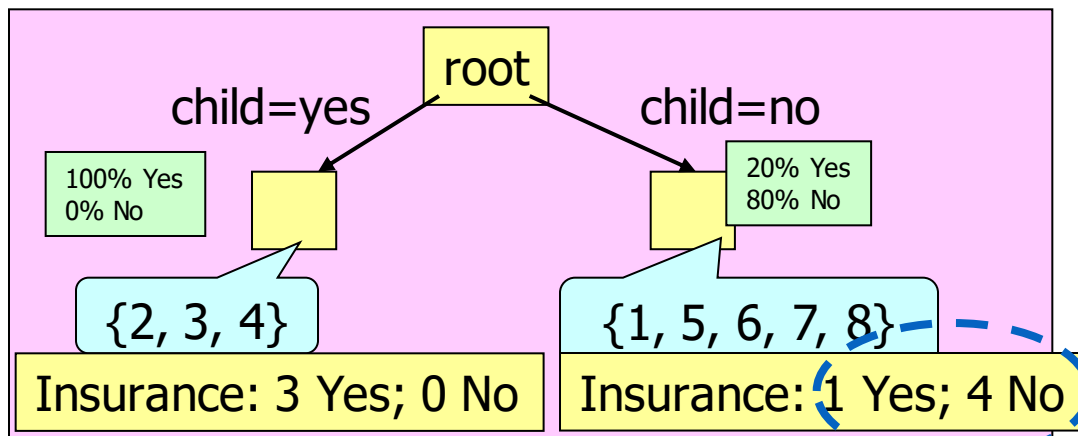 root
child=yes
child=no
100% Yes
0% No
20% Yes
80% No
{2, 3, 4}
{1, 5, 6, 7, 8}
Insurance: 3 Yes; 0 No
Insurance: 1 Yes; 4 No